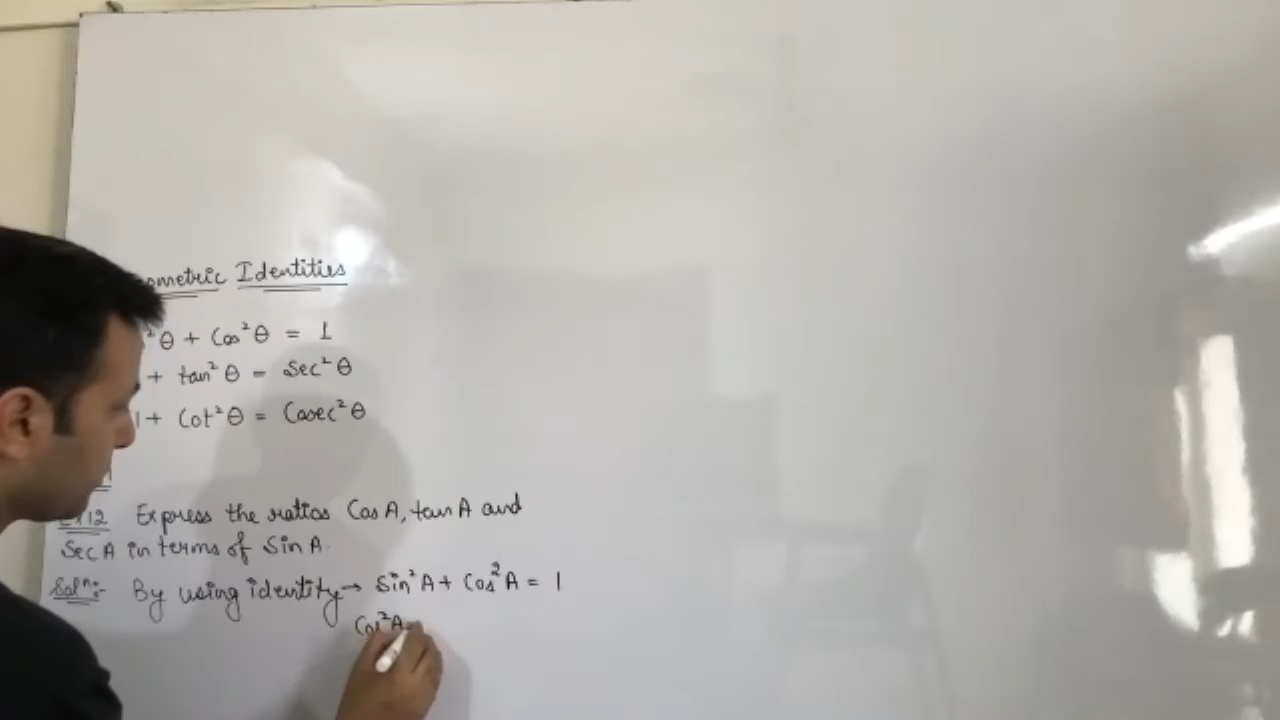 Identities
²θ + Cos²θ = 1
+ tan²θ = Sec²θ
1 + Cot²θ = Cosec²θ
Ex12 Express the ratios Cos A, tan A and
Sec A in terms of Sin A.
Solⁿ:- By using identity → Sin²A + Cos²A = 1
Cos²A =